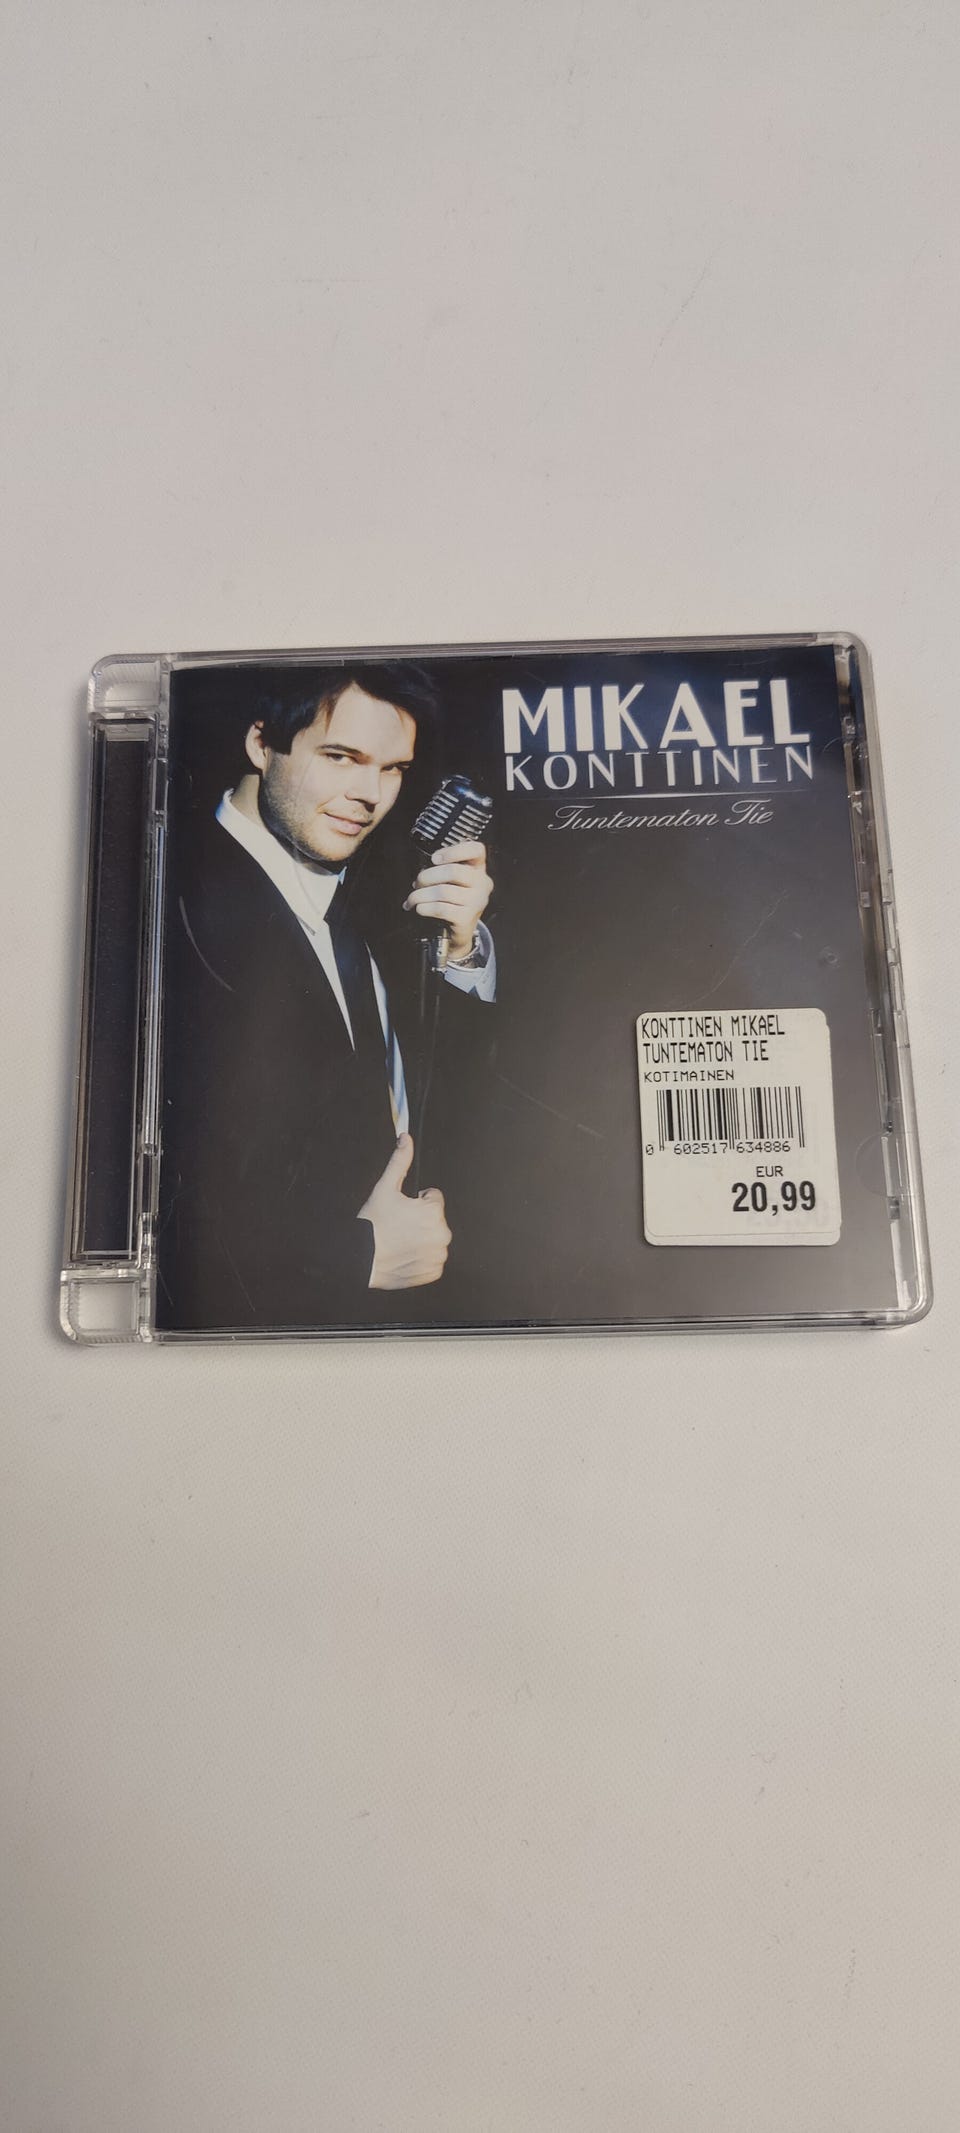 MIKAEL
KONTTINEN
Tuntematon Tie
KONTTINEN MIKAEL
TUNTEMATON TIE
KOTIMAINEN
0 602517 634886
EUR
20,99